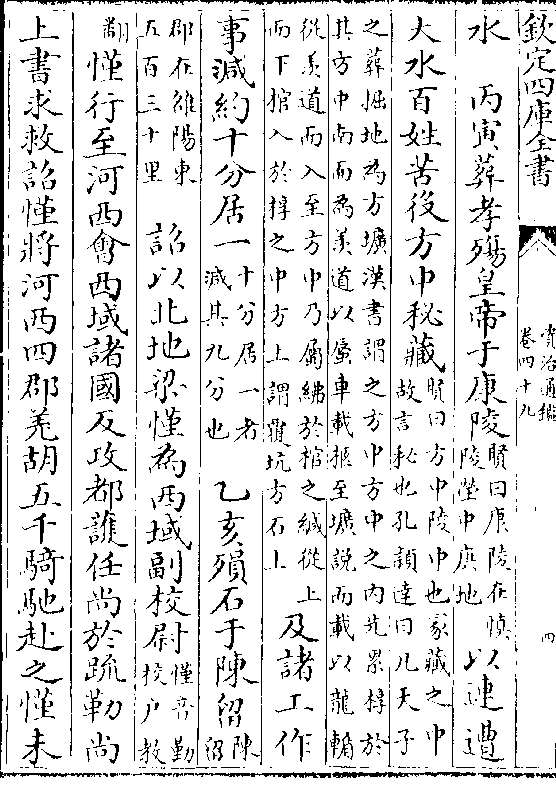 欽定四庫全書
資治通鑑
卷四十九
四
水　丙寅葬孝殤皇帝于康陵賢曰康陵在慎陵塋中庚地以連遭
大水百姓苦役方中秘藏賢曰方中陵中也冢藏之中故言秘也孔頴達曰凡天子
之葬掘地為方壙漢書謂之方中方中之内先累椁於其方中南面為羨道以蜃車載柩至壙說而載以龍輴
從羨道而入至方中乃屬紼於棺之緘從上而下棺入於椁之中方上謂覆坑方石上及諸工作
事減約十分居一十分居一者減其九分也　乙亥殞石于陳留陳留
郡在雒陽東五百三十里　詔以北地梁慬為西域副校尉慬音勤校戶教
翻慬行至河西會西域諸國反攻都護任尚於疏勒尚
上書求救詔慬將河西四郡羌胡五千騎馳赴之慬未